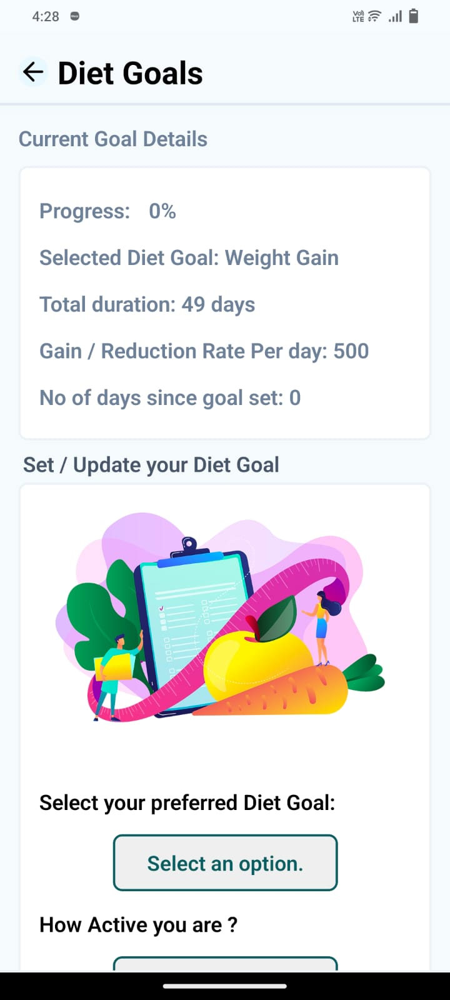 4:28
Vo)) LTE
Diet Goals
Current Goal Details
Progress: 0%
Selected Diet Goal: Weight Gain
Total duration: 49 days
Gain / Reduction Rate Per day: 500
No of days since goal set: 0
Set / Update your Diet Goal
Select your preferred Diet Goal:
Select an option.
How Active you are ?